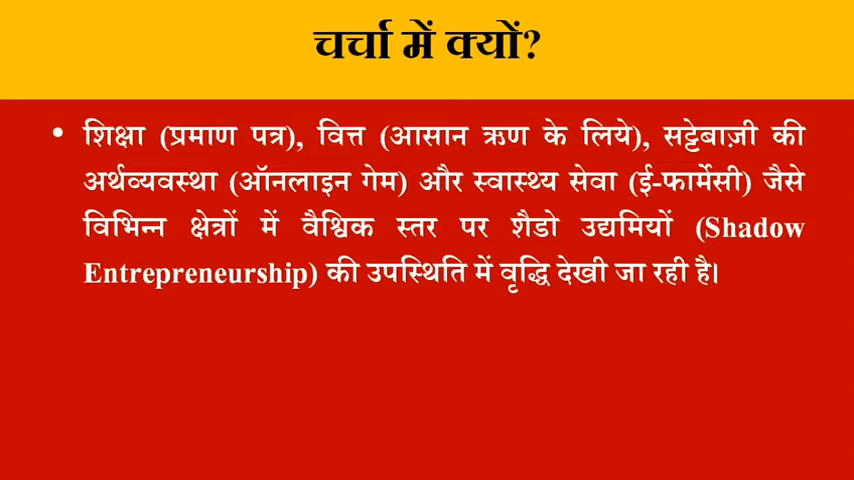 चर्चा में क्यों?
• शिक्षा (प्रमाण पत्र), वित्त (आसान ऋण के लिये), सट्टेबाज़ी की
अर्थव्यवस्था (ऑनलाइन गेम) और स्वास्थ्य सेवा (ई-फार्मेसी) जैसे
विभिन्न क्षेत्रों में वैश्विक स्तर पर शैडो उद्यमियों (Shadow
Entrepreneurship) की उपस्थिति में वृद्धि देखी जा रही है।